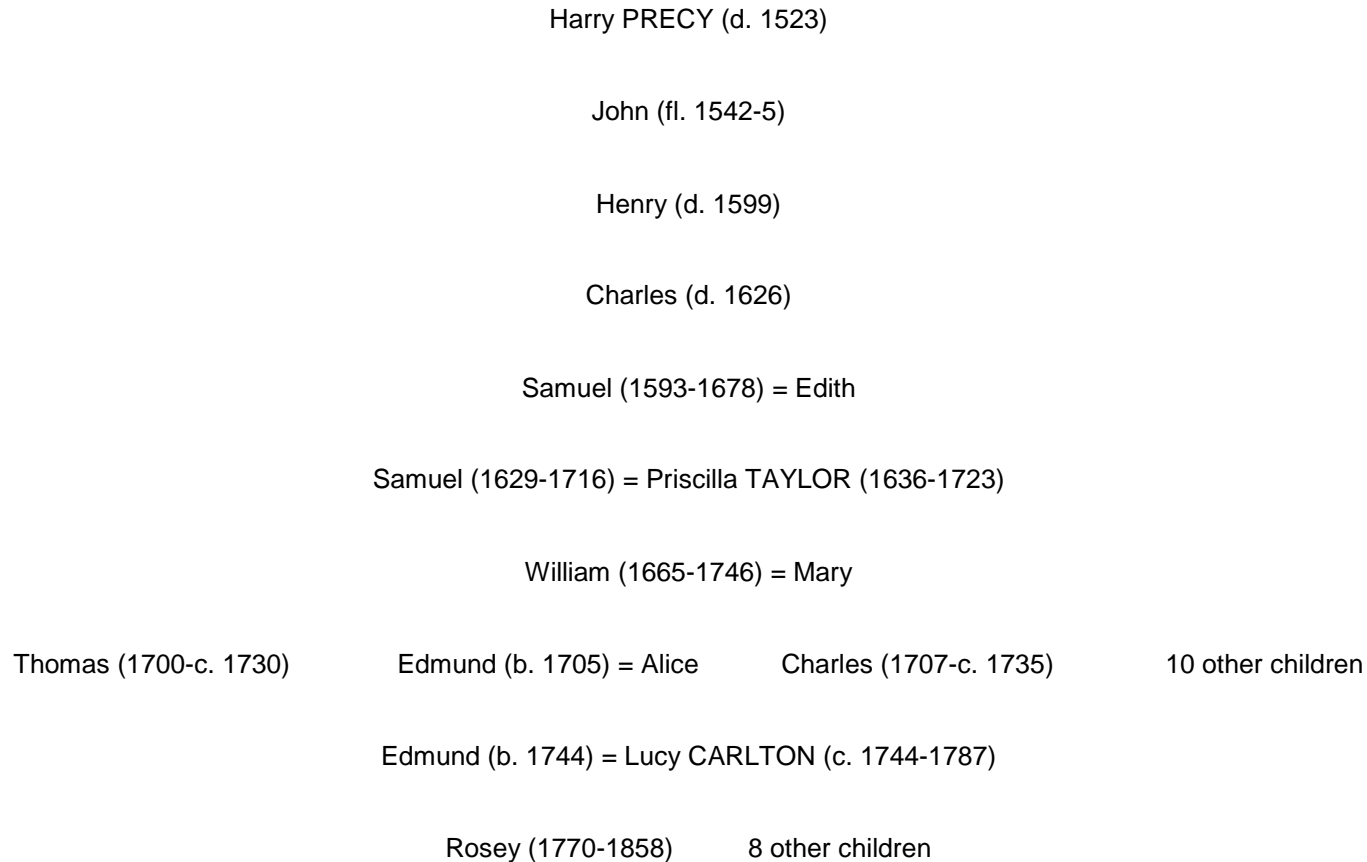 Harry PRECY (d. 1523)
John (fl. 1542-5)
Henry (d. 1599)
Charles (d. 1626)
Samuel (1593-1678) = Edith
Samuel (1629-1716) = Priscilla TAYLOR (1636-1723)
William (1665-1746) = Mary
Thomas (1700-c. 1730) Edmund (b. 1705) = Alice Charles (1707-c. 1735) 10 other children
Edmund (b. 1744) = Lucy CARLTON (c. 1744-1787)
Rosey (1770-1858) 8 other children